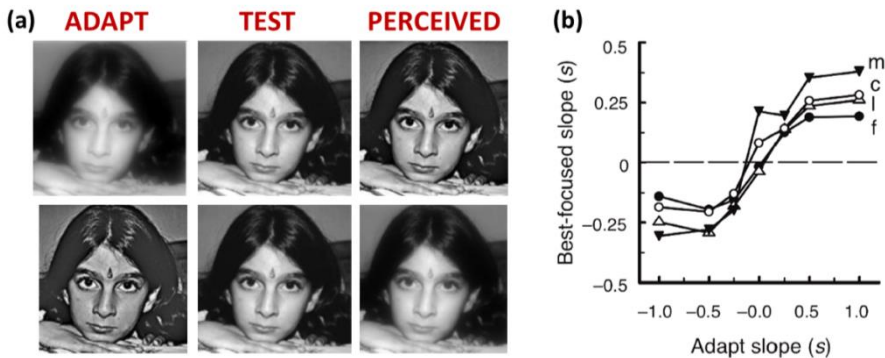 (a) ADAPT TEST PERCEIVED
(b)
0.5
0.25
0
−0.25
−0.5
Best-focused slope (s)
m
c
l
f
−1.0 −0.5 −0.0 0.5 1.0
Adapt slope (s)